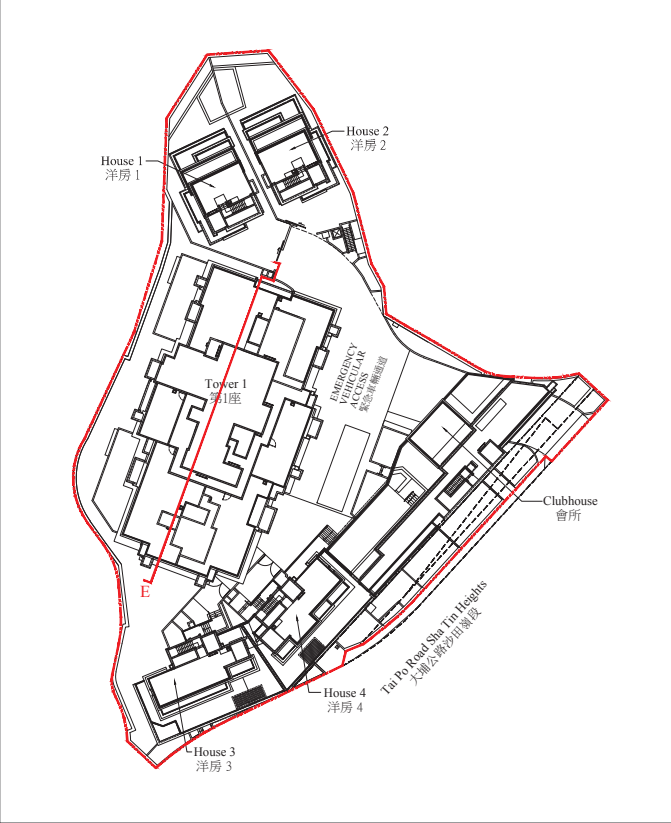 House 2
洋房 2
House 1
洋房 1
EMERGENCY
VEHICULAR
ACCESS
緊急車輛通道
Tower 1
第1座
Clubhouse
會所
E
Tai Po Road Sha Tin Heights
大埔公路沙田嶺段
House 4
洋房 4
House 3
洋房 3